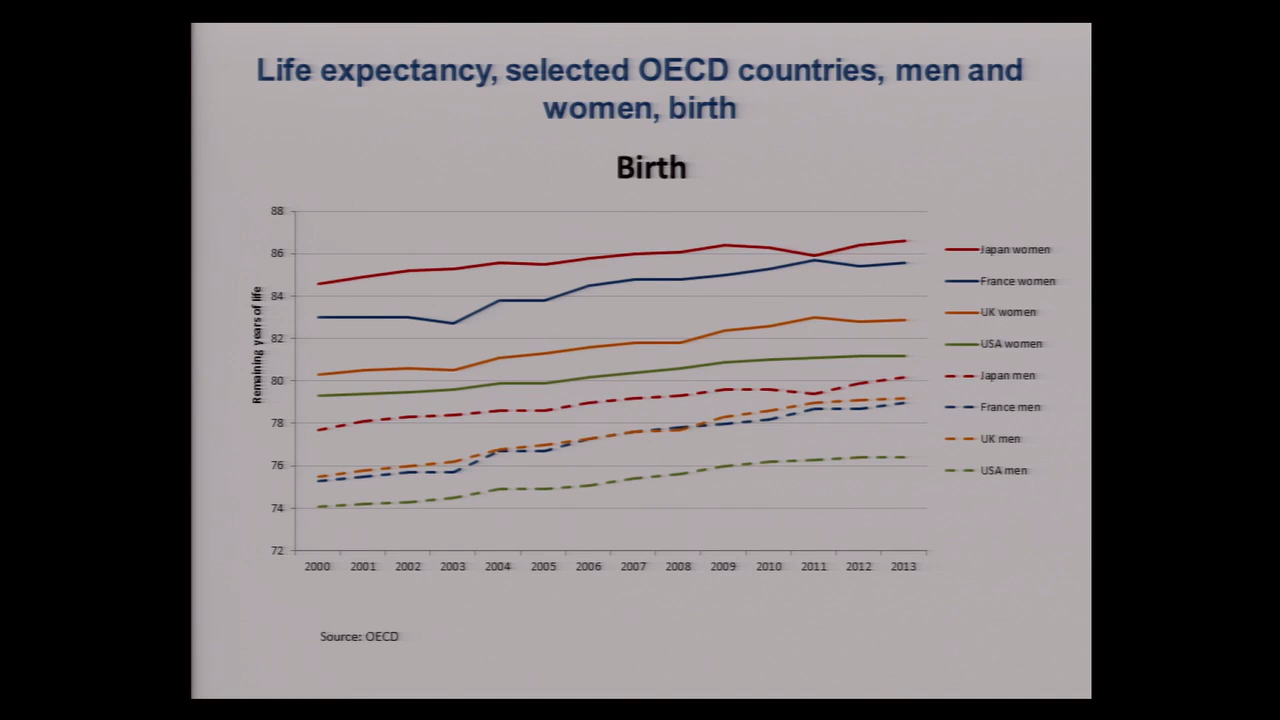 Life expectancy, selected OECD countries, men and
women, birth
Birth
Remaining years of life
88
86
84
82
80
78
76
74
72
2000 2001 2002 2003 2004 2005 2006 2007 2008 2009 2010 2011 2012 2013
Japan women
France women
UK women
USA women
Japan men
France men
UK men
USA men
Source: OECD